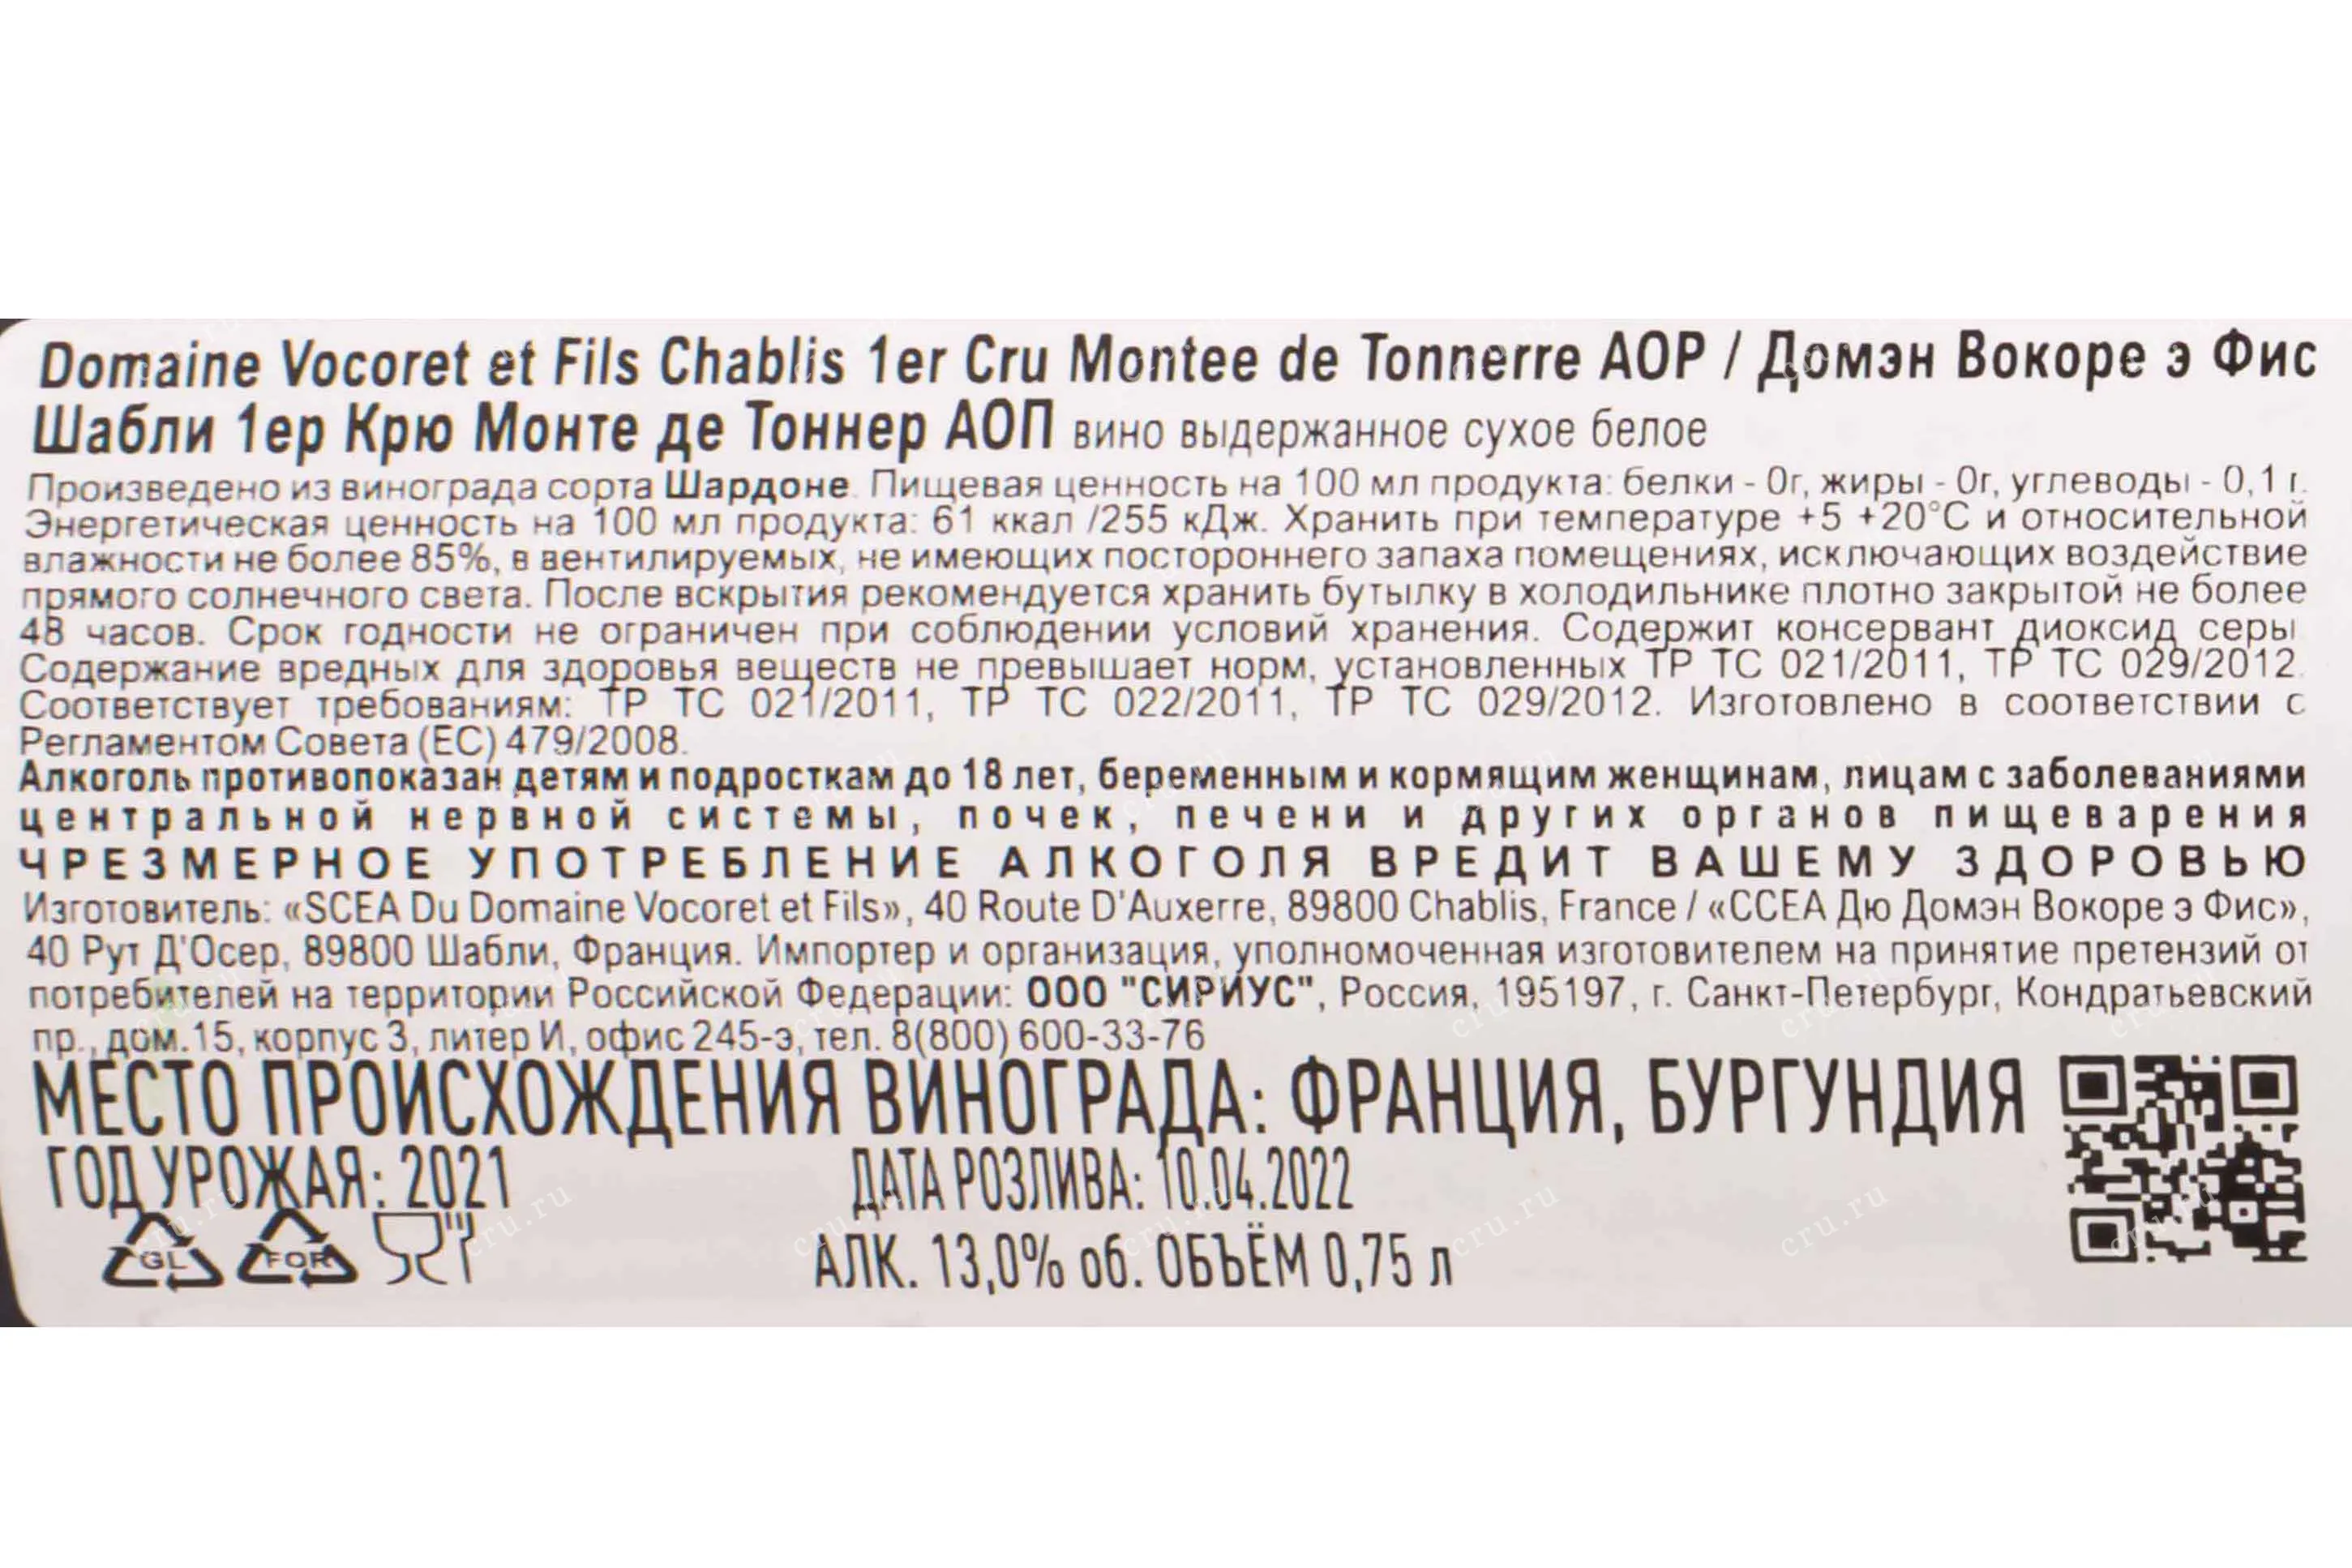 Domaine Vocoret et Fils Chablis 1er Cru Montee de Tonnerre AOP / Домэн Вокоре э Фис
Шабли 1ер Крю Монте де Тоннер АОП вино выдержанное сухое белое
Произведено из винограда сорта Шардоне. Пищевая ценность на 100 мл продукта: белки - 0г, жиры - 0г, углеводы - 0,1 г.
Энергетическая ценность на 100 мл продукта: 61 ккал /255 кДж. Хранить при температуре +5 +20°С и относительной
влажности не более 85%, в вентилируемых, не имеющих постороннего запаха помещениях, исключающих воздействие
прямого солнечного света. После вскрытия рекомендуется хранить бутылку в холодильнике плотно закрытой не более
48 часов. Срок годности не ограничен при соблюдении условий хранения. Содержит консервант диоксид серы
Содержание вредных для здоровья веществ не превышает норм, установленных ТР ТС 021/2011, ТР ТС 029/2012.
Соответствует требованиям: ТР ТС 021/2011, ТР ТС 022/2011, ТР ТС 029/2012. Изготовлено в соответствии с
Регламентом Совета (ЕС) 479/2008.
Алкоголь противопоказан детям и подросткам до 18 лет, беременным и кормящим женщинам, лицам с заболеваниями
центральной нервной системы, почек, печени и других органов пищеварения
ЧРЕЗМЕРНОЕ УПОТРЕБЛЕНИЕ АЛКОГОЛЯ ВРЕДИТ ВАШЕМУ ЗДОРОВЬЮ
Изготовитель: «SCEA Du Domaine Vocoret et Fils», 40 Route D'Auxerre, 89800 Chablis, France / «ССЕА Дю Домэн Вокоре э Фис»,
40 Рут Д'Осер, 89800 Шабли, Франция. Импортер и организация, уполномоченная изготовителем на принятие претензий от
потребителей на территории Российской Федерации: ООО "СИРИУС", Россия, 195197, г. Санкт-Петербург, Кондратьевский
пр., дом.15, корпус 3, литер И, офис 245-э, тел. 8(800) 600-33-76
МЕСТО ПРОИСХОЖДЕНИЯ ВИНОГРАДА: ФРАНЦИЯ, БУРГУНДИЯ
ГОД УРОЖАЯ: 2021 ДАТА РОЗЛИВА: 10.04.2022
GL FOR АЛК. 13,0% об. ОБЪЁМ 0,75 л
cru.ru